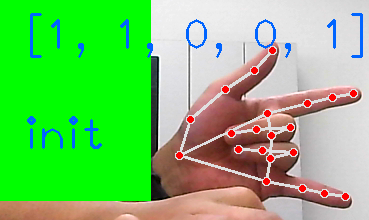 [1, 1, 0, 0, 1]
init